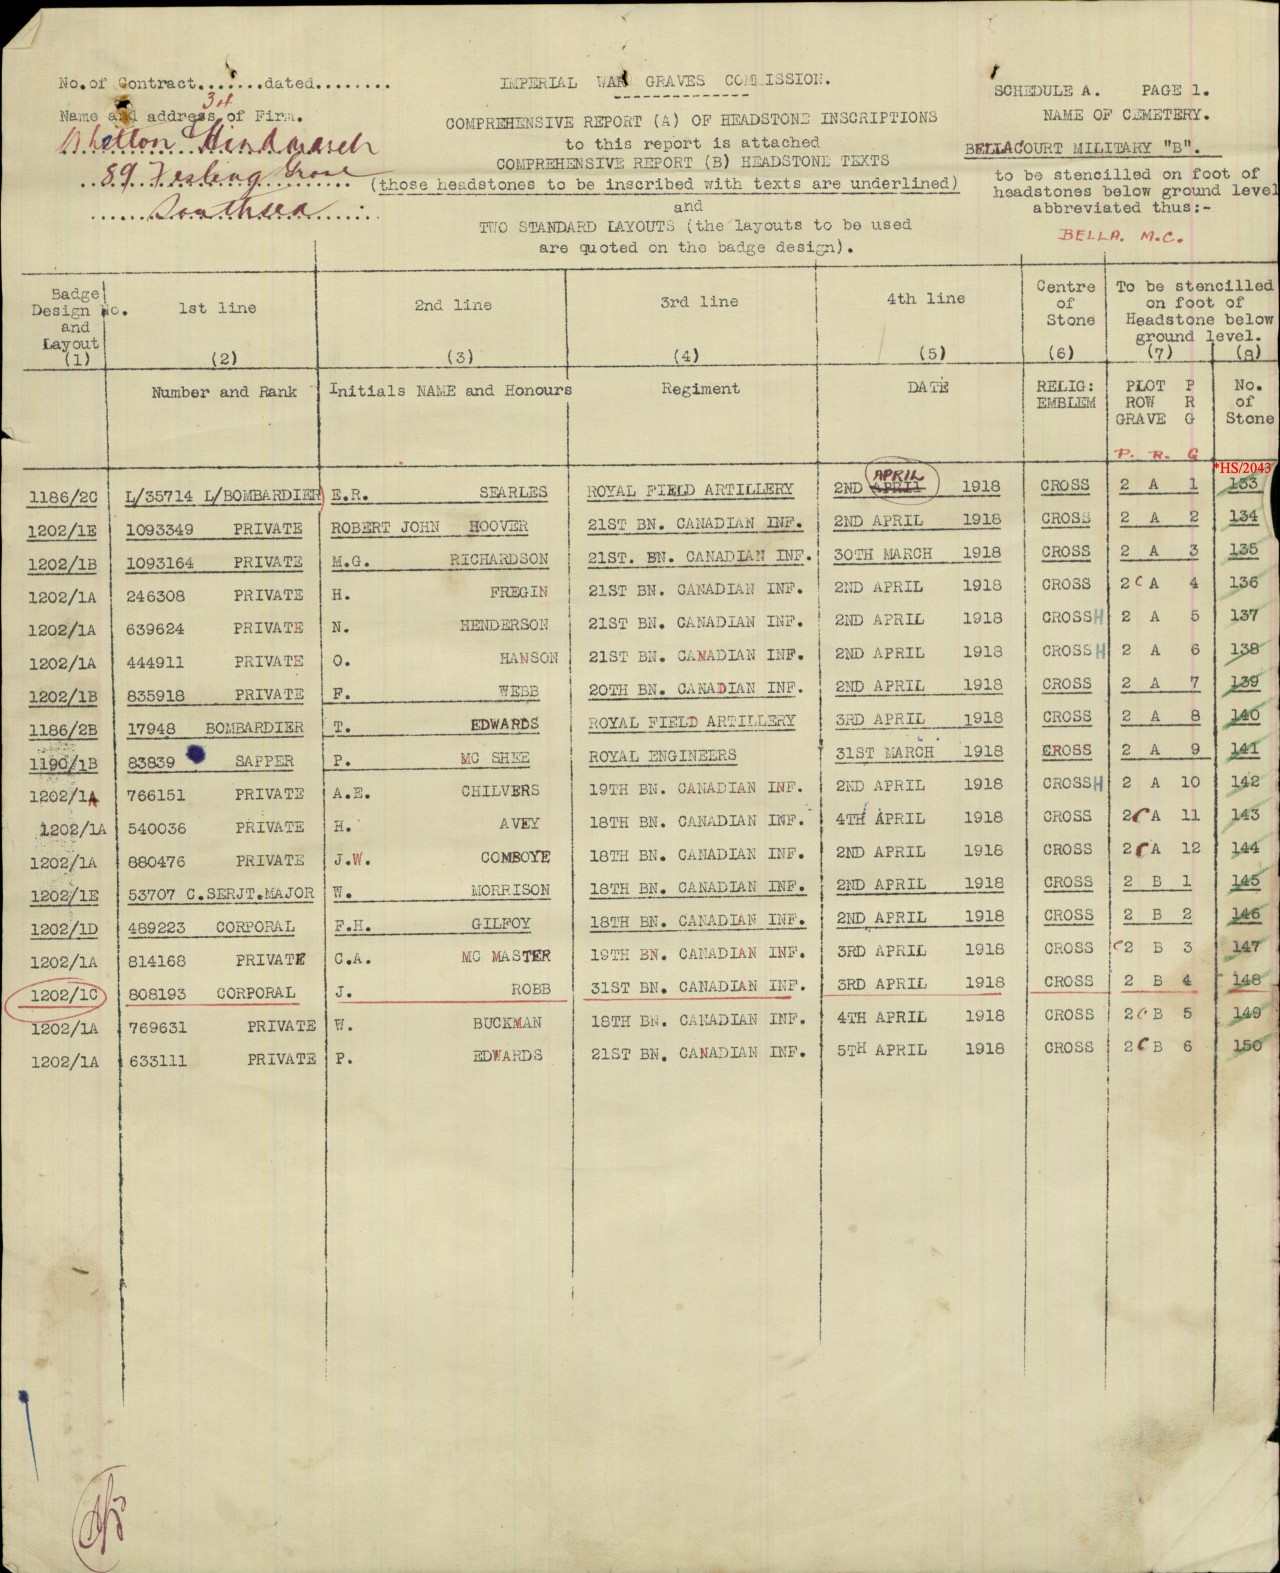 No. of Contract.......dated........
34
Name and address of Firm.
Hindmarsh
89 Festing Grove
Southsea
IMPERIAL WAR GRAVES COMMISSION.
COMPREHENSIVE REPORT (A) OF HEADSTONE INSCRIPTIONS
to this report is attached
COMPREHENSIVE REPORT (B) HEADSTONE TEXTS
(those headstones to be inscribed with texts are underlined)
and
TWO STANDARD LAYOUTS (the layouts to be used
are quoted on the badge design).
SCHEDULE A. PAGE 1.
NAME OF CEMETERY.
BELLACOURT MILITARY "B".
to be stencilled on foot of
headstones below ground level
abbreviated thus:-
BELLA. M.C.
Badge Design No. and Layout (1)
1st line (2)
2nd line (3)
3rd line (4)
4th line (5)
Centre of Stone (6)
To be stencilled on foot of Headstone below ground level. (7) (8)
Number and Rank Initials NAME and Honours Regiment DATE RELIG: EMBLEM PLOT ROW GRAVE P R G No. of Stone
P. R. G
*HS/2043
APRIL
1186/2C L/35714 L/BOMBARDIER E.R. SEARLES ROYAL FIELD ARTILLERY 2ND APRIL 1918 CROSS 2 A 1 133
1202/1E 1093349 PRIVATE ROBERT JOHN HOOVER 21ST BN. CANADIAN INF. 2ND APRIL 1918 CROSS 2 A 2 134
1202/1B 1093164 PRIVATE M.G. RICHARDSON 21ST. BN. CANADIAN INF. 30TH MARCH 1918 CROSS 2 A 3 135
1202/1A 246308 PRIVATE H. FREGIN 21ST BN. CANADIAN INF. 2ND APRIL 1918 CROSS 2 C A 4 136
1202/1A 639624 PRIVATE N. HENDERSON 21ST BN. CANADIAN INF. 2ND APRIL 1918 CROSS H 2 A 5 137
1202/1A 444911 PRIVATE O. HANSON 21ST BN. CANADIAN INF. 2ND APRIL 1918 CROSS H 2 A 6 138
1202/1B 835918 PRIVATE F. WEBB 20TH BN. CANADIAN INF. 2ND APRIL 1918 CROSS 2 A 7 139
1186/2B 17948 BOMBARDIER T. EDWARDS ROYAL FIELD ARTILLERY 3RD APRIL 1918 CROSS 2 A 8 140
1190/1B 83839 SAPPER P. MC SHEE ROYAL ENGINEERS 31ST MARCH 1918 CROSS 2 A 9 141
1202/1A 766151 PRIVATE A.E. CHILVERS 19TH BN. CANADIAN INF. 2ND APRIL 1918 CROSS H 2 A 10 142
1202/1A 540036 PRIVATE H. AVEY 18TH BN. CANADIAN INF. 4TH APRIL 1918 CROSS 2 C A 11 143
1202/1A 880476 PRIVATE J.W. COMBOYE 18TH BN. CANADIAN INF. 2ND APRIL 1918 CROSS 2 C A 12 144
1202/1E 53707 C.SERJT.MAJOR W. MORRISON 18TH BN. CANADIAN INF. 2ND APRIL 1918 CROSS 2 B 1 145
1202/1D 489223 CORPORAL F.H. GILFOY 18TH BN. CANADIAN INF. 2ND APRIL 1918 CROSS 2 B 2 146
1202/1A 814168 PRIVATE C.A. MC MASTER 19TH BN. CANADIAN INF. 3RD APRIL 1918 CROSS C 2 B 3 147
1202/1C 808193 CORPORAL J. ROBB 31ST BN. CANADIAN INF. 3RD APRIL 1918 CROSS 2 B 4 148
1202/1A 769631 PRIVATE W. BUCKMAN 18TH BN. CANADIAN INF. 4TH APRIL 1918 CROSS 2 C B 5 149
1202/1A 633111 PRIVATE P. EDWARDS 21ST BN. CANADIAN INF. 5TH APRIL 1918 CROSS 2 C B 6 150